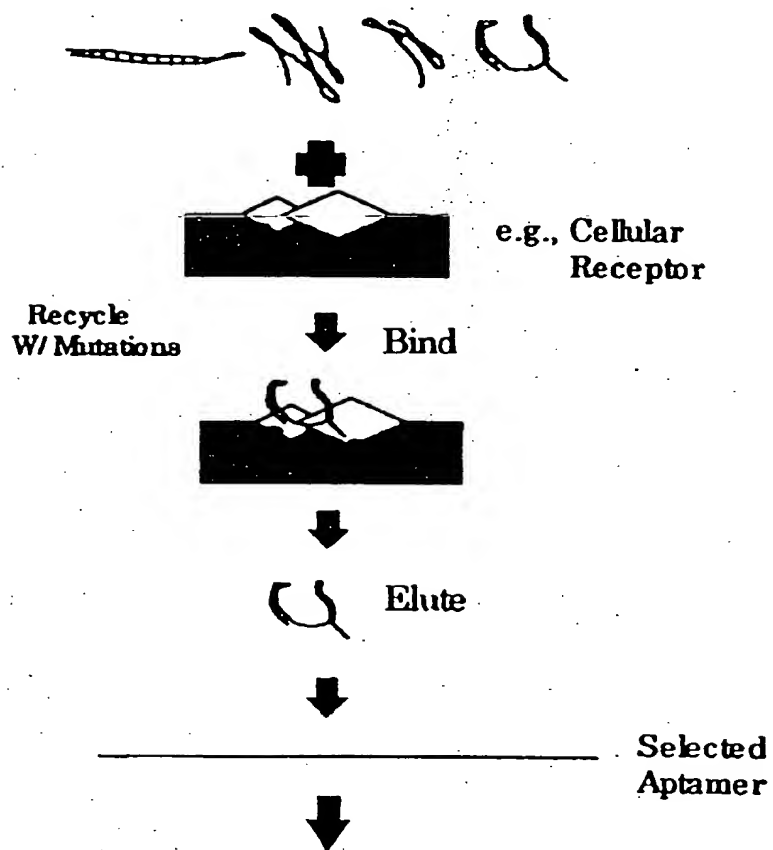 e.g., Cellular
Receptor
Recycle
W/ Mutations
Bind
Elute
Selected
Aptamer